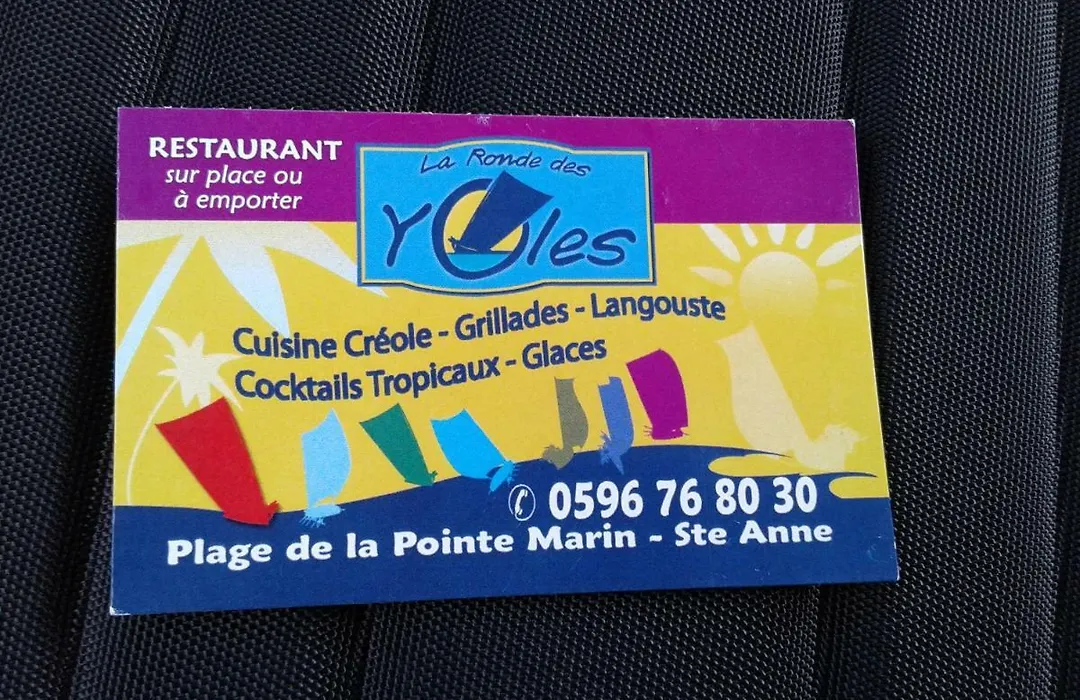 RESTAURANT
sur place ou
à emporter
La Ronde des
Yoles
Cuisine Créole - Grillades - Langouste
Cocktails Tropicaux - Glaces
0596 76 80 30
Plage de la Pointe Marin - Ste Anne